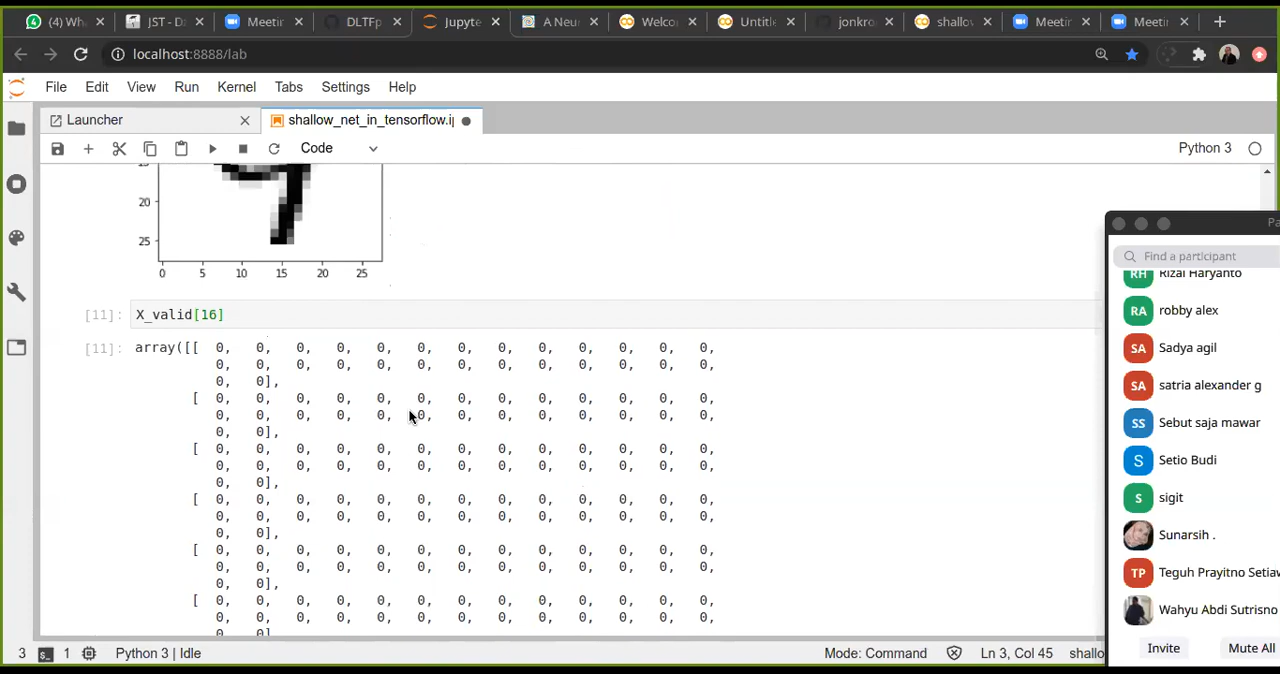 (4) Wh
JST - Da
Meetin
DLTFp
Jupyte
A Neur
Welcou
Untitle
jonkro
shallow
Meetin
Meetin
localhost:8888/lab
File Edit View Run Kernel Tabs Settings Help
Launcher
shallow_net_in_tensorflow.i
Code
Python 3
20
25
0 5 10 15 20 25
[11]: X_valid[16]
[11]: array([[ 0, 0, 0, 0, 0, 0, 0, 0, 0, 0, 0, 0, 0,
0, 0, 0, 0, 0, 0, 0, 0, 0, 0, 0, 0, 0,
0, 0],
[ 0, 0, 0, 0, 0, 0, 0, 0, 0, 0, 0, 0, 0,
0, 0, 0, 0, 0, 0, 0, 0, 0, 0, 0, 0, 0,
0, 0],
[ 0, 0, 0, 0, 0, 0, 0, 0, 0, 0, 0, 0, 0,
0, 0, 0, 0, 0, 0, 0, 0, 0, 0, 0, 0, 0,
0, 0],
[ 0, 0, 0, 0, 0, 0, 0, 0, 0, 0, 0, 0, 0,
0, 0, 0, 0, 0, 0, 0, 0, 0, 0, 0, 0, 0,
0, 0],
[ 0, 0, 0, 0, 0, 0, 0, 0, 0, 0, 0, 0, 0,
0, 0, 0, 0, 0, 0, 0, 0, 0, 0, 0, 0, 0,
0, 0],
[ 0, 0, 0, 0, 0, 0, 0, 0, 0, 0, 0, 0, 0,
0, 0, 0, 0, 0, 0, 0, 0, 0, 0, 0, 0, 0,
0, 0]
Pa
Find a participant
RH Rizal Haryanto
RA robby alex
SA Sadya agil
SA satria alexander g
SS Sebut saja mawar
S Setio Budi
S sigit
Sunarsih .
TP Teguh Prayitno Setiaw
Wahyu Abdi Sutrisno
Invite Mute All
3 1 Python 3 | Idle Mode: Command Ln 3, Col 45 shallo